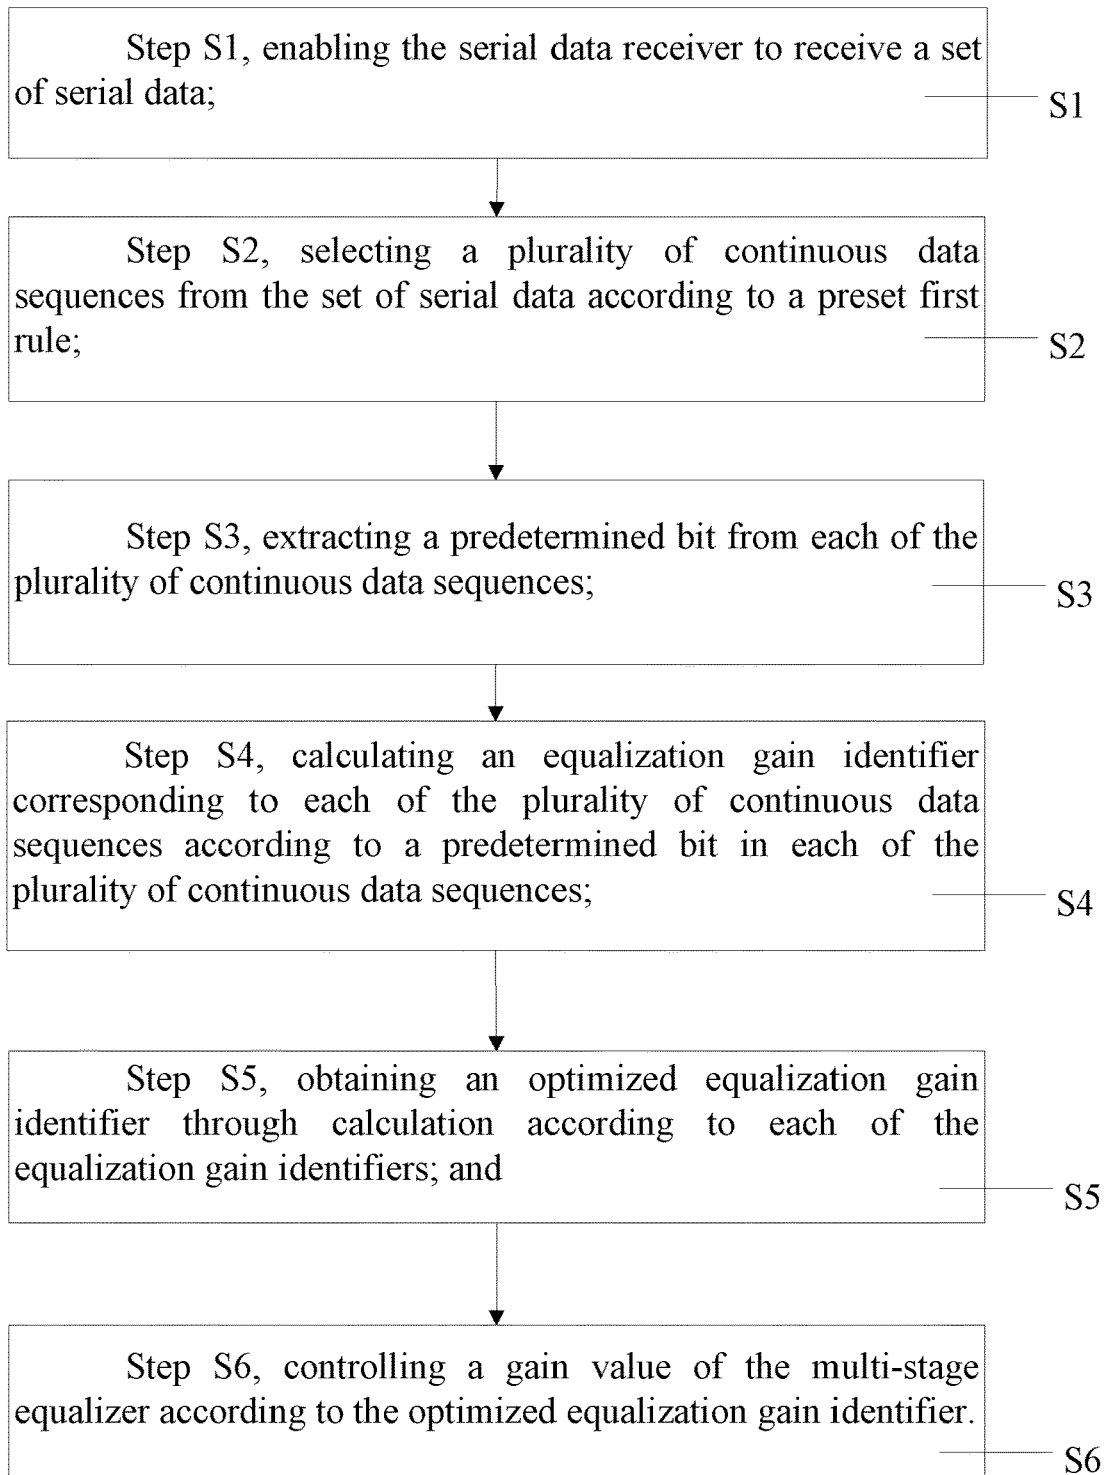 Step S1, enabling the serial data receiver to receive a set
of serial data;
S1
Step S2, selecting a plurality of continuous data
sequences from the set of serial data according to a preset first
rule;
S2
Step S3, extracting a predetermined bit from each of the
plurality of continuous data sequences;
S3
Step S4, calculating an equalization gain identifier
corresponding to each of the plurality of continuous data
sequences according to a predetermined bit in each of the
plurality of continuous data sequences;
S4
Step S5, obtaining an optimized equalization gain
identifier through calculation according to each of the
equalization gain identifiers; and
S5
Step S6, controlling a gain value of the multi-stage
equalizer according to the optimized equalization gain identifier.
S6